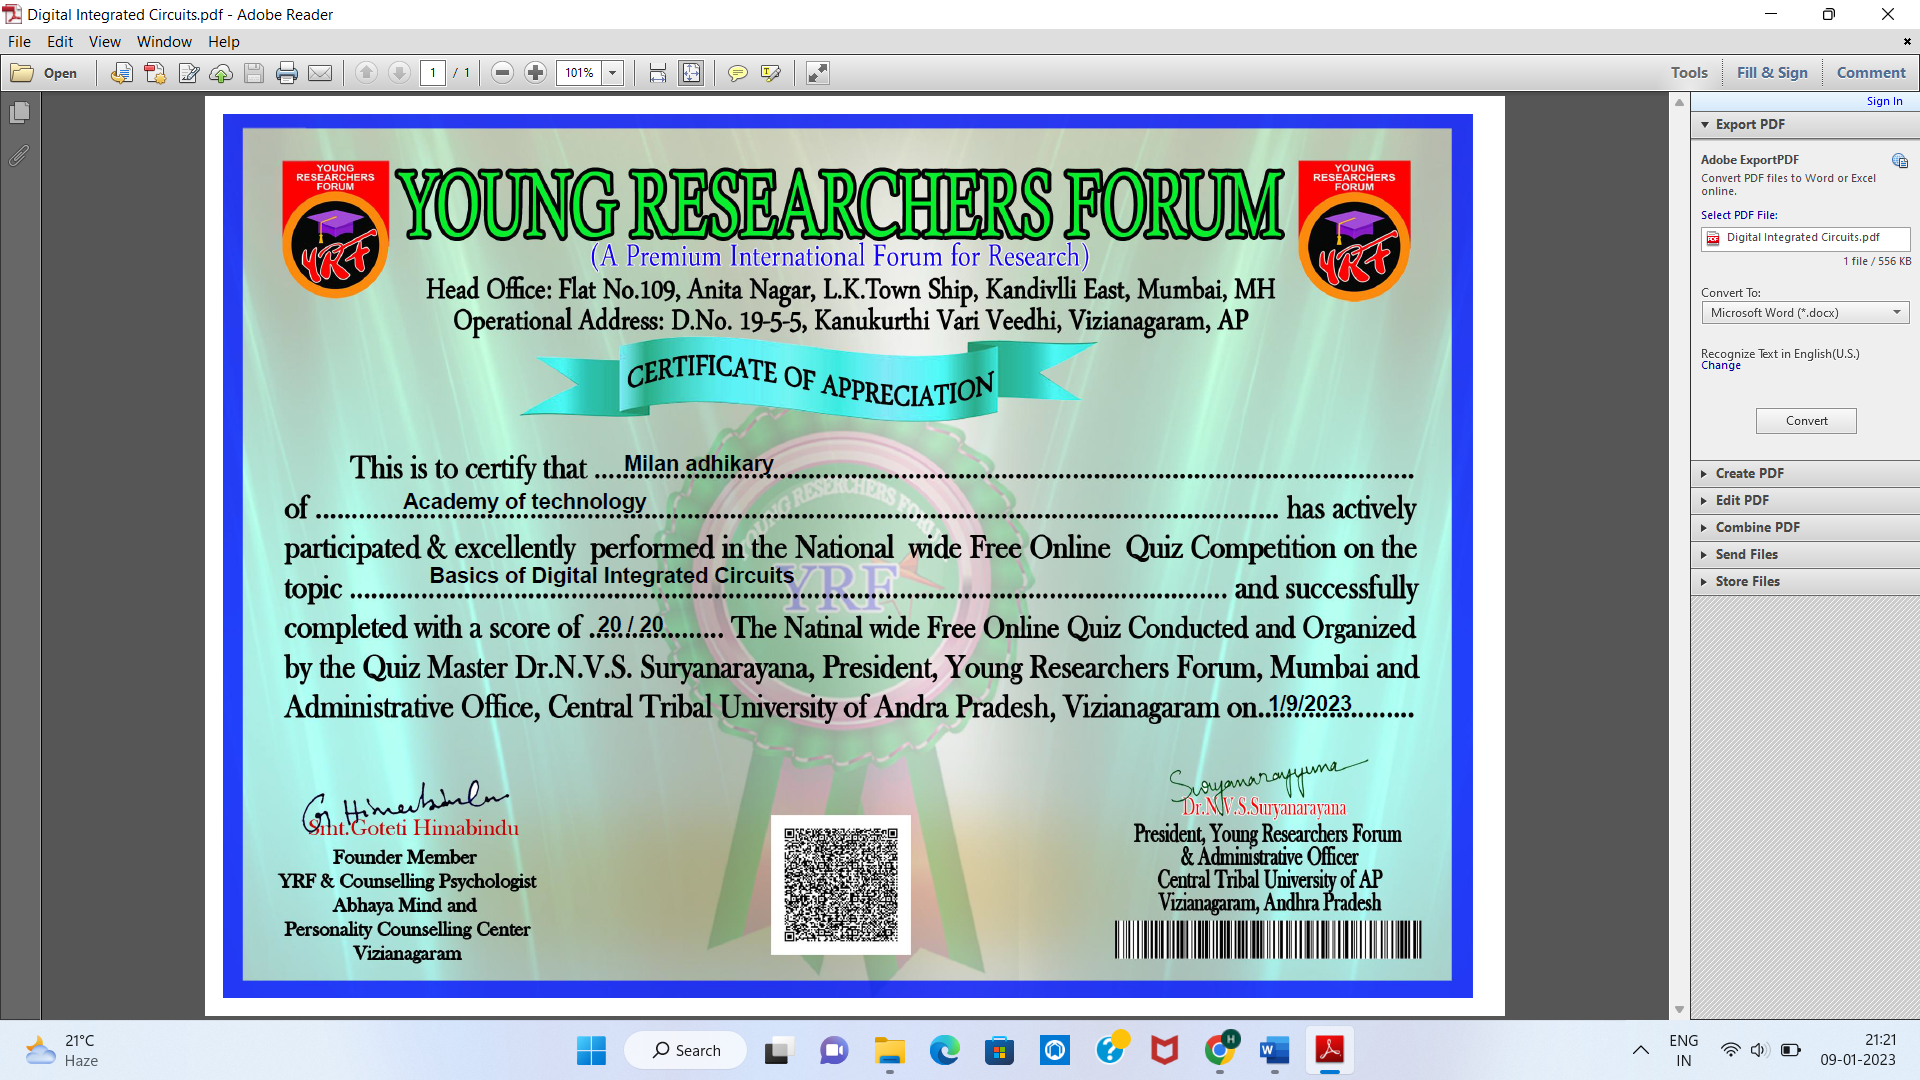 Digital Integrated Circuits.pdf - Adobe Reader
File Edit View Window Help
Open 1 / 1 101% Tools Fill & Sign Comment
Sign In
Export PDF
Adobe ExportPDF
Convert PDF files to Word or Excel
online.
Select PDF File:
Digital Integrated Circuits.pdf
1 file / 556 KB
Convert To:
Microsoft Word (*.docx)
Recognize Text in English(U.S.)
Change
Convert
Create PDF
Edit PDF
Combine PDF
Send Files
Store Files
YOUNG
RESEARCHERS
FORUM
YRF
YOUNG RESEARCHERS FORUM
YOUNG
RESEARCHERS
FORUM
YRF
(A Premium International Forum for Research)
Head Office: Flat No.109, Anita Nagar, L.K.Town Ship, Kandivlli East, Mumbai, MH
Operational Address: D.No. 19-5-5, Kanukurthi Vari Veedhi, Vizianagaram, AP
CERTIFICATE OF APPRECIATION
YOUNG RESEARCHERS FORUM
YRF
This is to certify that ....Milan adhikary....
of ....Academy of technology.... has actively
participated & excellently performed in the National wide Free Online Quiz Competition on the
topic ....Basics of Digital Integrated Circuits.... and successfully
completed with a score of ..20 / 20.... The Natinal wide Free Online Quiz Conducted and Organized
by the Quiz Master Dr.N.V.S. Suryanarayana, President, Young Researchers Forum, Mumbai and
Administrative Office, Central Tribal University of Andra Pradesh, Vizianagaram on..1/9/2023....
Smt.Goteti Himabindu
Founder Member
YRF & Counselling Psychologist
Abhaya Mind and
Personality Counselling Center
Vizianagaram
Dr.N.V.S.Suryanarayana
President, Young Researchers Forum
& Administrative Officer
Central Tribal University of AP
Vizianagaram, Andhra Pradesh
21°C
Haze
Search
ENG
IN
21:21
09-01-2023